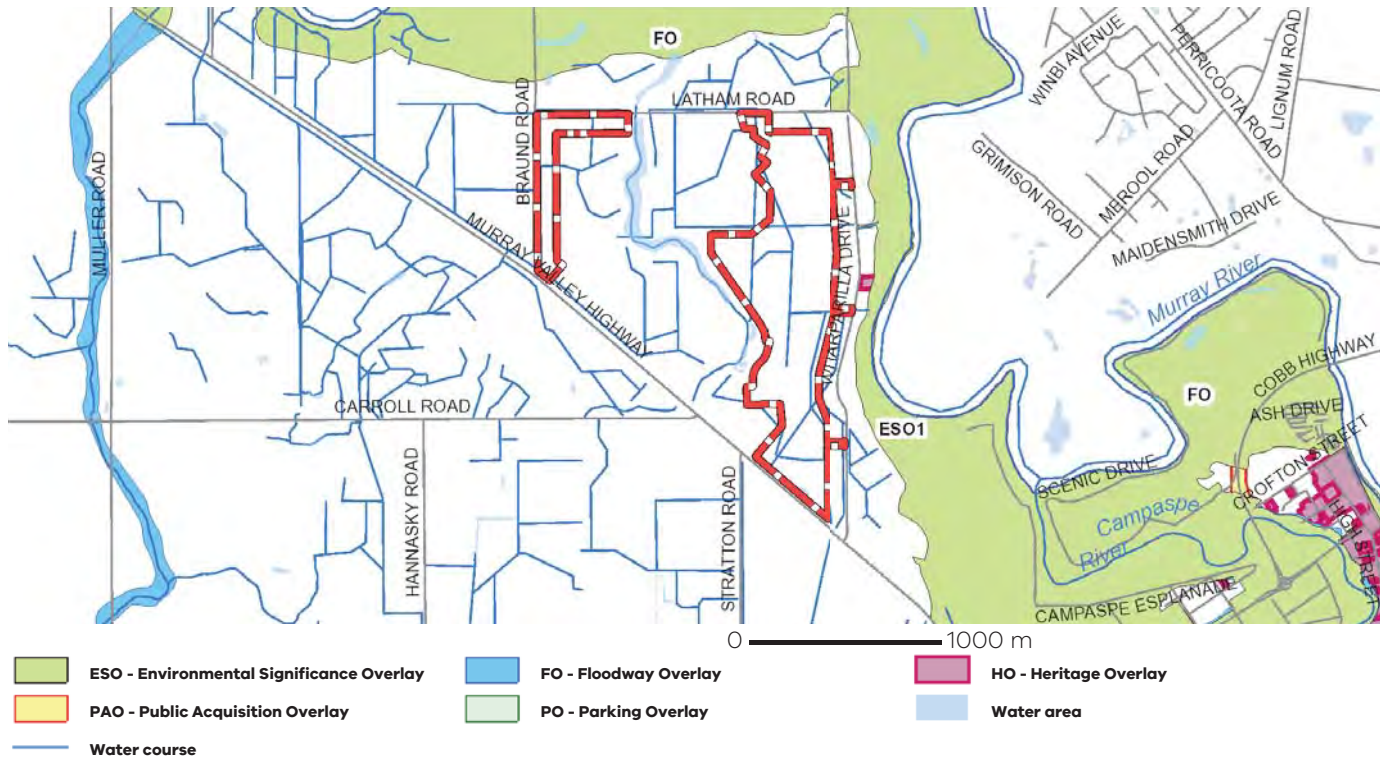 FO
WINBI AVENUE
PERRICOOTA ROAD
LIGNUM ROAD
LATHAM ROAD
BRAUND ROAD
MULLER ROAD
GRIMISON ROAD
MEROOL ROAD
MAIDENSMITH DRIVE
MURRAY VALLEY HIGHWAY
WHARPARILLA DRIVE
Murray River
COBB HIGHWAY
FO
ASH DRIVE
CARROLL ROAD
ESO1
CROFTON STREET
SCENIC DRIVE
HANNASKY ROAD
STRATTON ROAD
Campaspe
River
HIGH STREET
CAMPASPE ESPLANADE
0 1000 m
ESO - Environmental Significance Overlay
FO - Floodway Overlay
HO - Heritage Overlay
PAO - Public Acquisition Overlay
PO - Parking Overlay
Water area
Water course